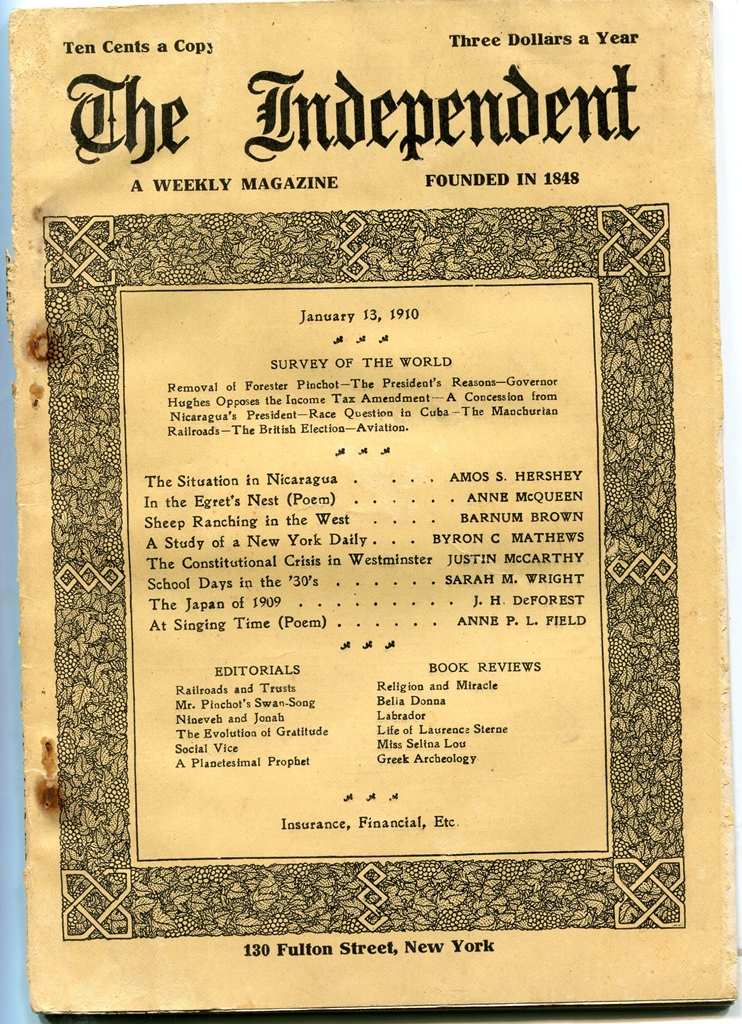 Ten Cents a Copy Three Dollars a Year
The Independent
A WEEKLY MAGAZINE FOUNDED IN 1848
January 13, 1910
SURVEY OF THE WORLD
Removal of Forester Pinchot—The President's Reasons—Governor
Hughes Opposes the Income Tax Amendment—A Concession from
Nicaragua's President—Race Question in Cuba—The Manchurian
Railroads—The British Election—Aviation.
The Situation in Nicaragua . . . . . AMOS S. HERSHEY
In the Egret's Nest (Poem) . . . . . . ANNE McQUEEN
Sheep Ranching in the West . . . . BARNUM BROWN
A Study of a New York Daily . . . BYRON C MATHEWS
The Constitutional Crisis in Westminster JUSTIN McCARTHY
School Days in the '30's . . . . . . SARAH M. WRIGHT
The Japan of 1909 . . . . . . . . . J. H. DeFOREST
At Singing Time (Poem) . . . . . . ANNE P. L. FIELD
EDITORIALS BOOK REVIEWS
Railroads and Trusts Religion and Miracle
Mr. Pinchot's Swan-Song Bella Donna
Nineveh and Jonah Labrador
The Evolution of Gratitude Life of Laurence Sterne
Social Vice Miss Selina Lou
A Planetesimal Prophet Greek Archeology
Insurance, Financial, Etc.
130 Fulton Street, New York